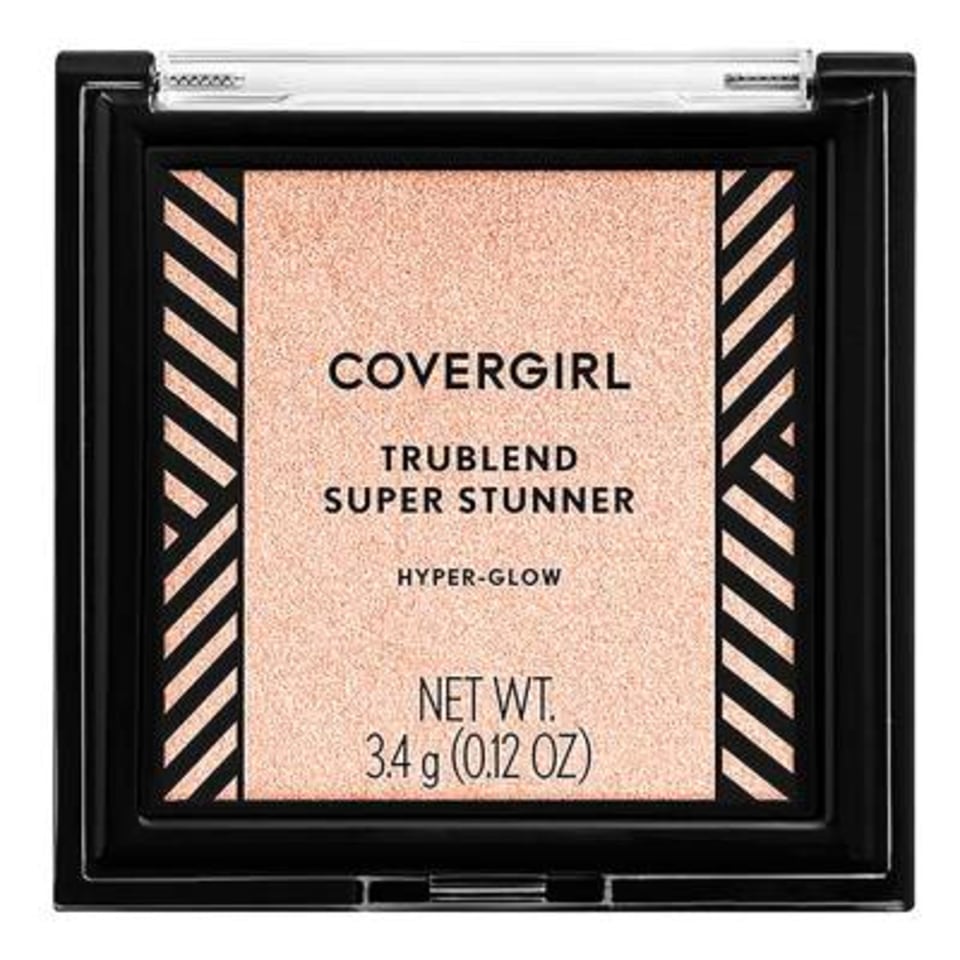 COVERGIRL
TRUBLEND
SUPER STUNNER
HYPER-GLOW
NET WT.
3.4 g (0.12 OZ)